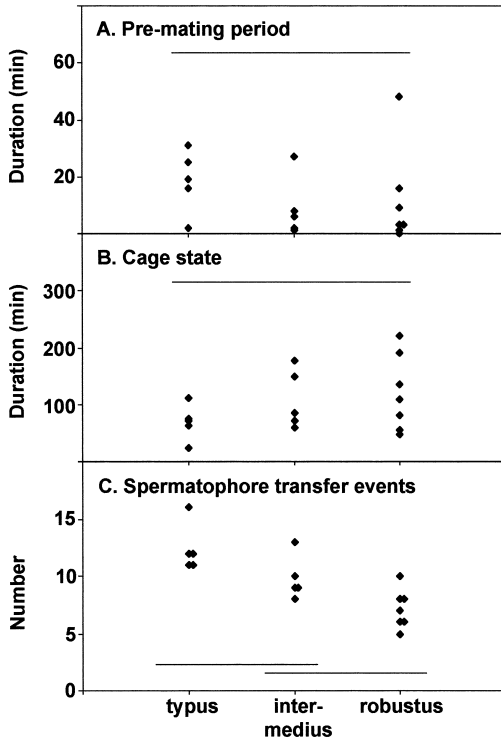 A. Pre-mating period
Duration (min)
60
40
20
B. Cage state
Duration (min)
300
200
100
C. Spermatophore transfer events
Number
15
10
5
0
typus
inter-
medius
robustus